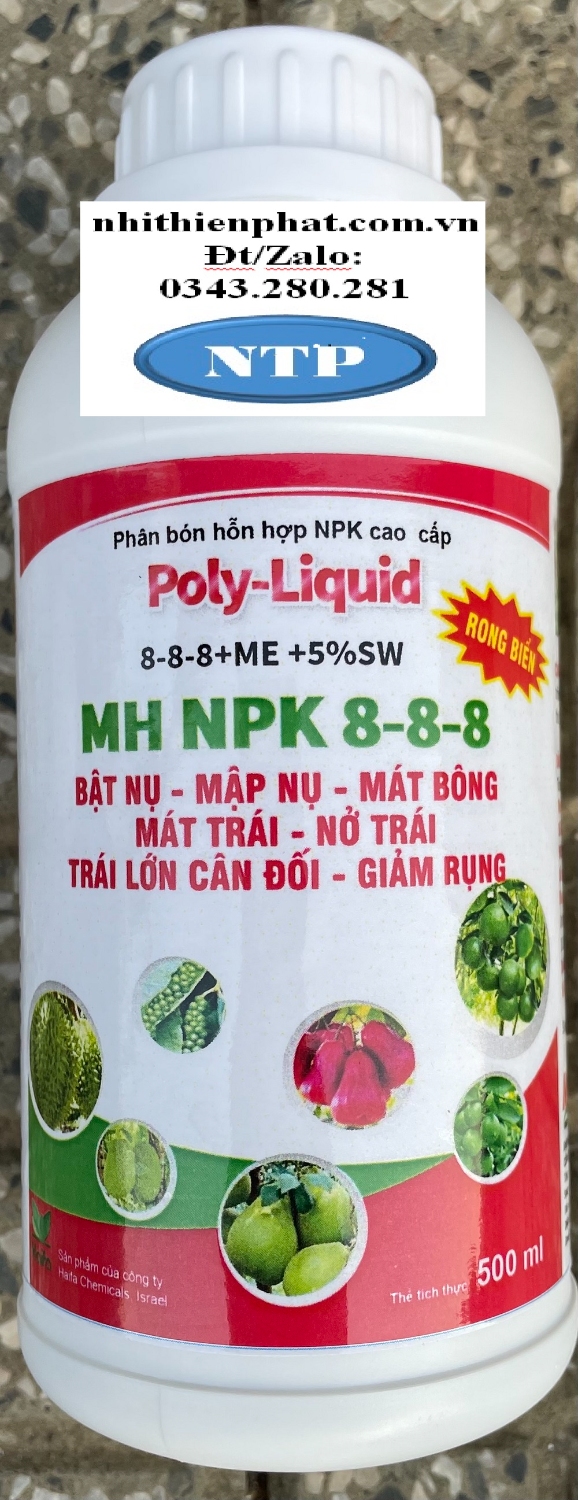 nhithienphat.com.vn
Đt/Zalo:
0343.280.281
NTP
Phân bón hỗn hợp NPK cao cấp
Poly-Liquid
RONG BIỂN
8-8-8+ME +5%SW
MH NPK 8-8-8
BẬT NỤ - MẬP NỤ - MÁT BÔNG
MÁT TRÁI - NỞ TRÁI
TRÁI LỚN CÂN ĐỐI - GIẢM RỤNG
Sản phẩm của công ty
Haifa Chemicals, Israel
Thể tích thực 500 ml